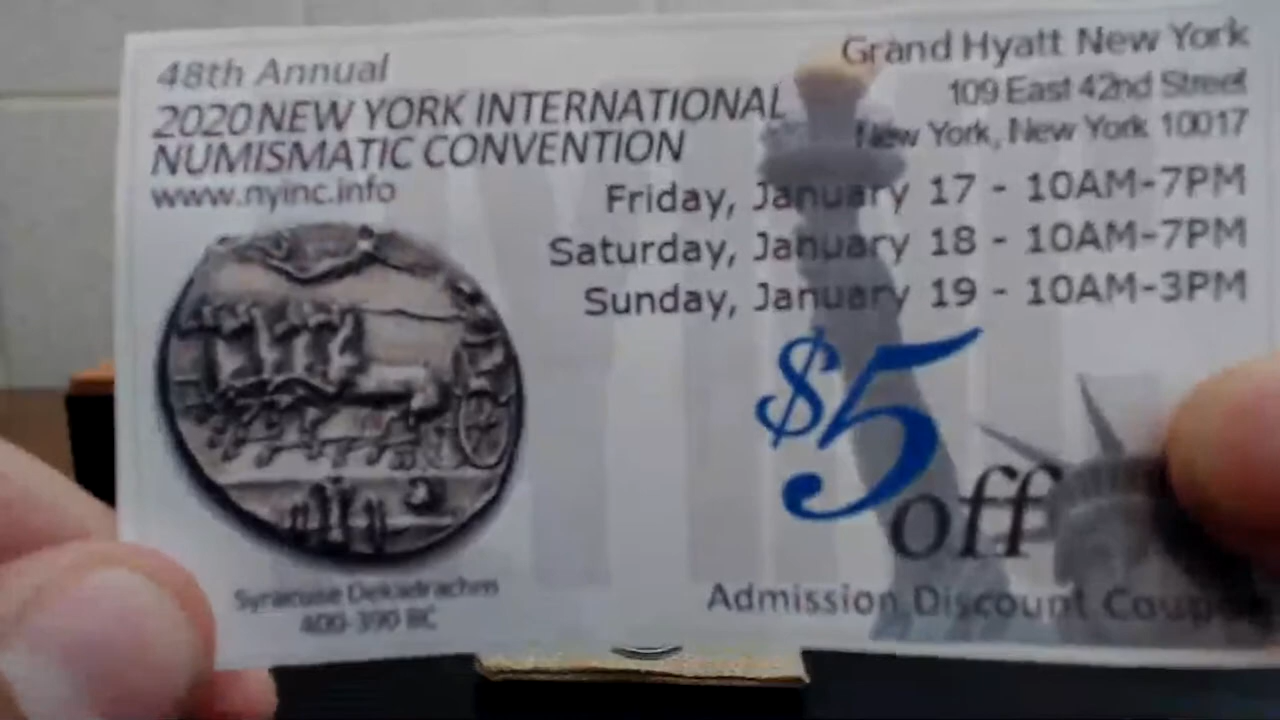 48th Annual
2020 NEW YORK INTERNATIONAL
NUMISMATIC CONVENTION
www.nyinc.info
Grand Hyatt New York
109 East 42nd Street
New York, New York 10017
Friday, January 17 - 10AM-7PM
Saturday, January 18 - 10AM-7PM
Sunday, January 19 - 10AM-3PM
$5
off
Admission Discount Coupon
Syracuse Dekadrachm
400-390 BC